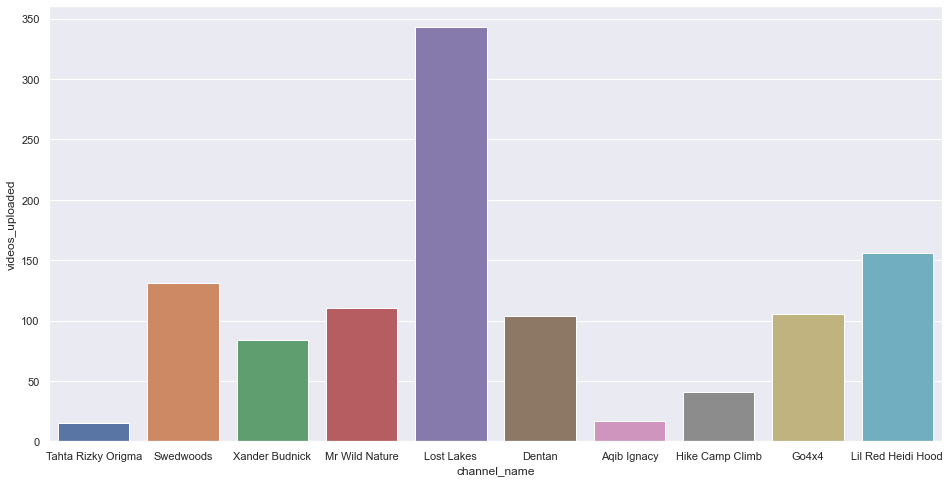 350
300
250
200
150
100
50
0
videos_uploaded
Tahta Rizky Origma Swedwoods Xander Budnick Mr Wild Nature Lost Lakes Dentan Aqib Ignacy Hike Camp Climb Go4x4 Lil Red Heidi Hood
channel_name